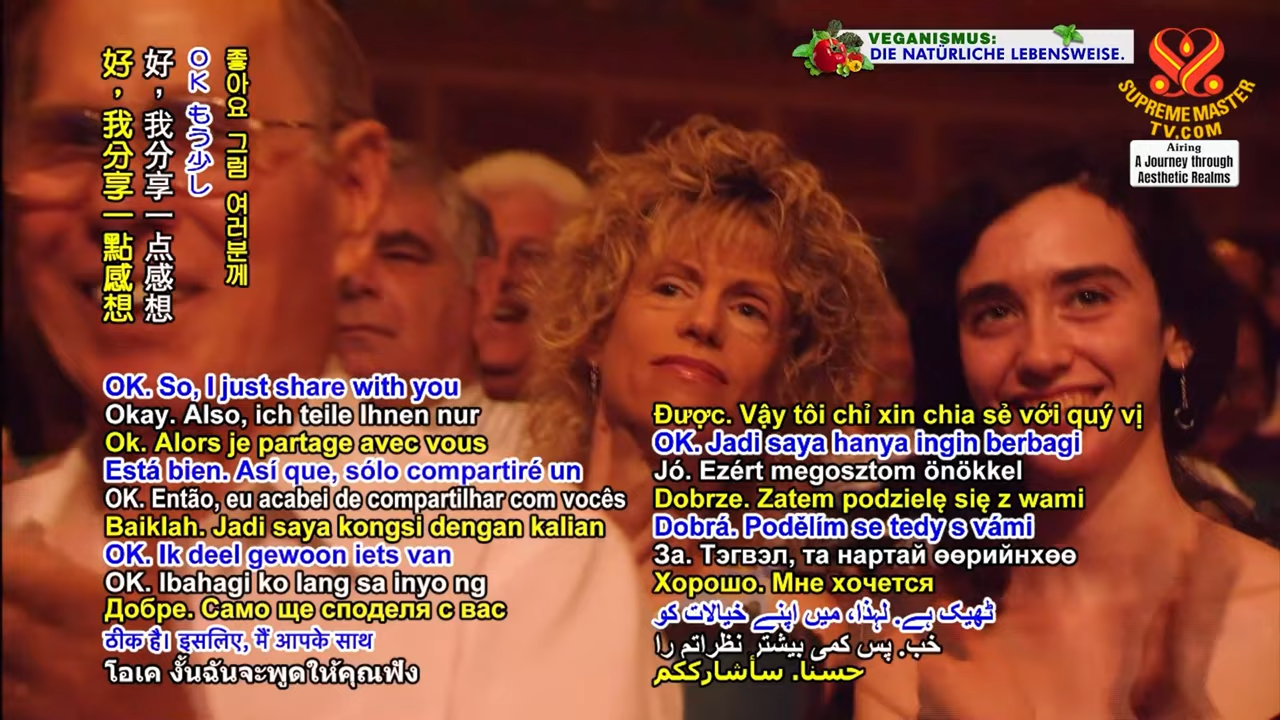 VEGANISMUS:
DIE NATÜRLICHE LEBENSWEISE.
SUPREME MASTER
TV.COM
Airing
A Journey through
Aesthetic Realms
좋아요 그럼 여러분께
OK もう少し
好，我分享一点感想
好，我分享一點感想
OK. So, I just share with you
Okay. Also, ich teile Ihnen nur
Ok. Alors je partage avec vous
Está bien. Así que, sólo compartiré un
OK. Então, eu acabei de compartilhar com vocês
Baiklah. Jadi saya kongsi dengan kalian
OK. Ik deel gewoon iets van
OK. Ibahagi ko lang sa inyo ng
Добре. Само ще споделя с вас
ठीक है। इसलिए, मैं आपके साथ
โอเค งั้นฉันจะพูดให้คุณฟัง
Được. Vậy tôi chỉ xin chia sẻ với quý vị
OK. Jadi saya hanya ingin berbagi
Jó. Ezért megosztom önökkel
Dobrze. Zatem podzielę się z wami
Dobrá. Podělím se tedy s vámi
За. Тэгвэл, та нартай өөрийнхөө
Хорошо. Мне хочется
ٹھیک ہے. لہذا، میں اپنے خیالات کو
خب. پس کمی بیشتر نظراتم را
حسنا. سأشارككم